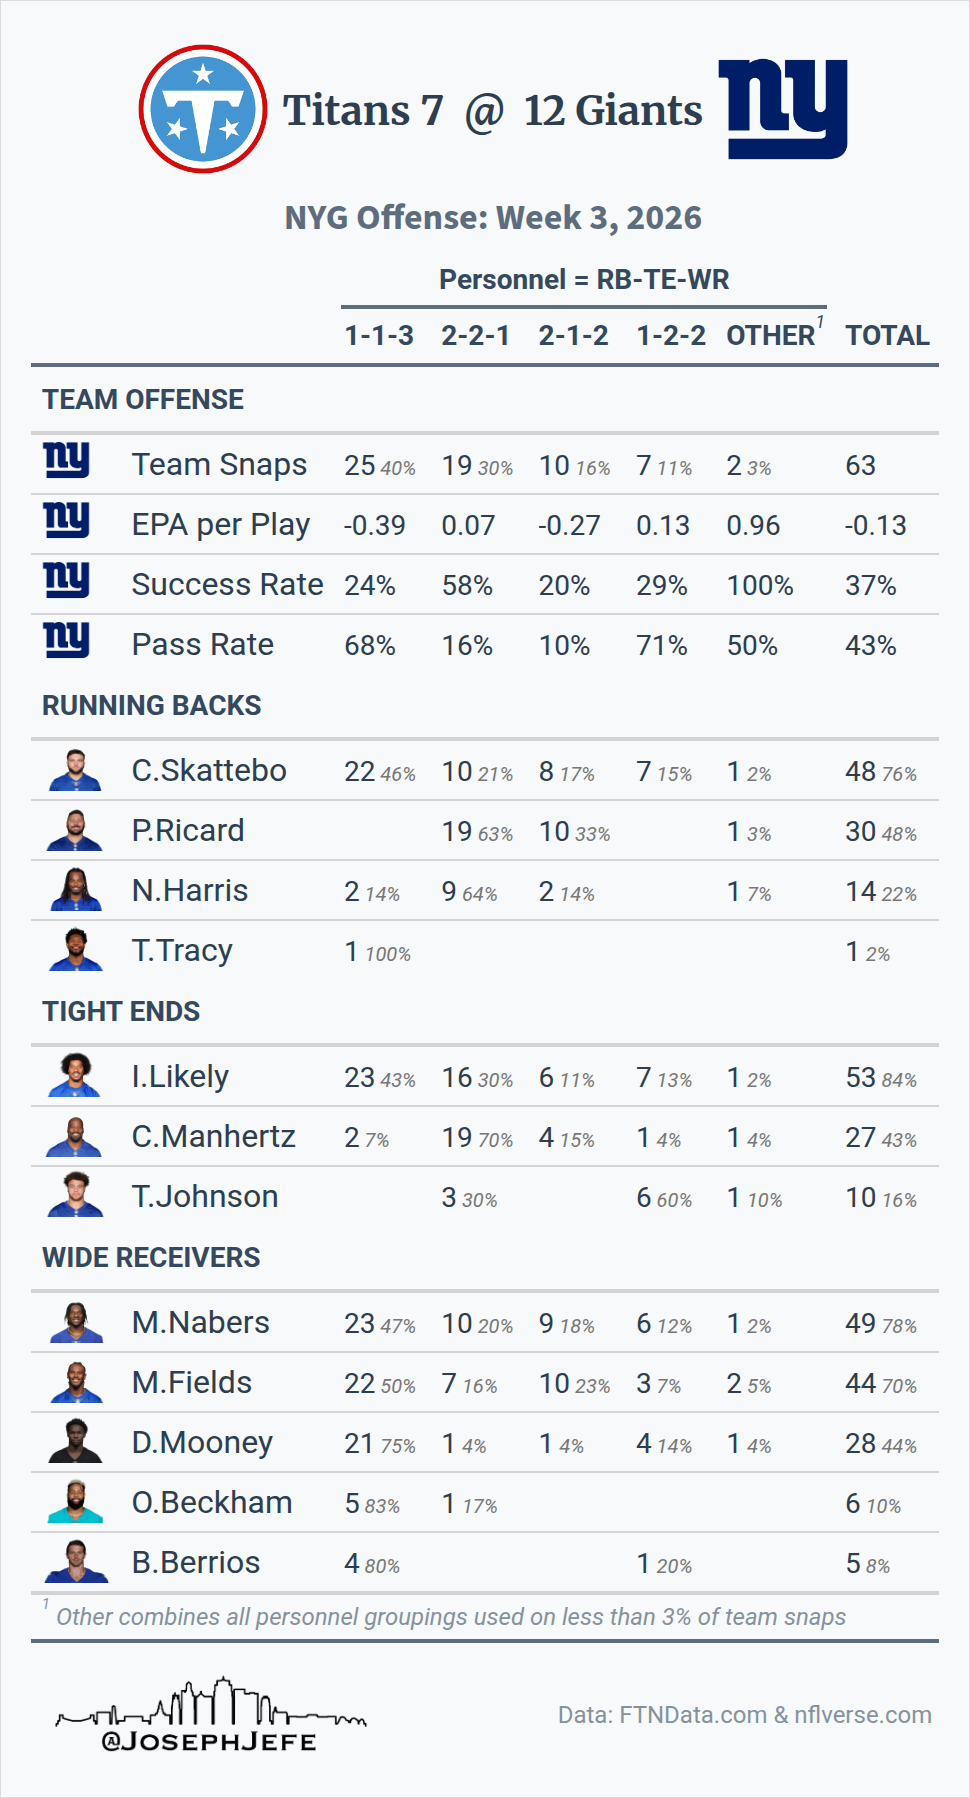 Titans 7 @ 12 Giants
NYG Offense: Week 3, 2026
Personnel = RB-TE-WR
1-1-3 2-2-1 2-1-2 1-2-2 OTHER1 TOTAL
TEAM OFFENSE
ny Team Snaps 25 40% 19 30% 10 16% 7 11% 2 3% 63
ny EPA per Play -0.39 0.07 -0.27 0.13 0.96 -0.13
ny Success Rate 24% 58% 20% 29% 100% 37%
ny Pass Rate 68% 16% 10% 71% 50% 43%
RUNNING BACKS
C.Skattebo 22 46% 10 21% 8 17% 7 15% 1 2% 48 76%
P.Ricard 19 63% 10 33% 1 3% 30 48%
N.Harris 2 14% 9 64% 2 14% 1 7% 14 22%
T.Tracy 1 100% 1 2%
TIGHT ENDS
I.Likely 23 43% 16 30% 6 11% 7 13% 1 2% 53 84%
C.Manhertz 2 7% 19 70% 4 15% 1 4% 1 4% 27 43%
T.Johnson 3 30% 6 60% 1 10% 10 16%
WIDE RECEIVERS
M.Nabers 23 47% 10 20% 9 18% 6 12% 1 2% 49 78%
M.Fields 22 50% 7 16% 10 23% 3 7% 2 5% 44 70%
D.Mooney 21 75% 1 4% 1 4% 4 14% 1 4% 28 44%
O.Beckham 5 83% 1 17% 6 10%
B.Berrios 4 80% 1 20% 5 8%
1 Other combines all personnel groupings used on less than 3% of team snaps
@JOSEPHJEFE
Data: FTNData.com & nflverse.com